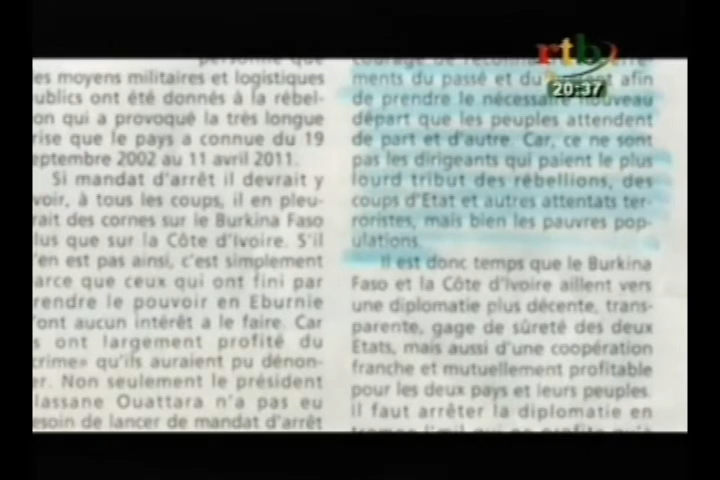 rtb
20:37
personne que
es moyens militaires et logistiques
ublics ont été donnés à la rébel-
on qui a provoqué la très longue
rise que le pays a connue du 19
eptembre 2002 au 11 avril 2011.
Si mandat d'arrêt il devrait y
voir, à tous les coups, il en pleu-
rait des cornes sur le Burkina Faso
lus que sur la Côte d'Ivoire. S'il
'en est pas ainsi, c'est simplement
arce que ceux qui ont fini par
rendre le pouvoir en Eburnie
'ont aucun intérêt a le faire. Car
s ont largement profité du
crime» qu'ils auraient pu dénon-
er. Non seulement le président
lassane Ouattara n'a pas eu
esoin de lancer de mandat d'arrêt
courage de
ments du passé et du afin
de prendre le nécessaire nouveau
départ que les peuples attendent
de part et d'autre. Car, ce ne sont
pas les dirigeants qui paient le plus
lourd tribut des rébellions, des
coups d'Etat et autres attentats ter-
roristes, mais bien les pauvres pop-
ulations.
Il est donc temps que le Burkina
Faso et la Côte d'Ivoire aillent vers
une diplomatie plus décente, trans-
parente, gage de sûreté des deux
Etats, mais aussi d'une coopération
franche et mutuellement profitable
pour les deux pays et leurs peuples.
il faut arrêter la diplomatie en